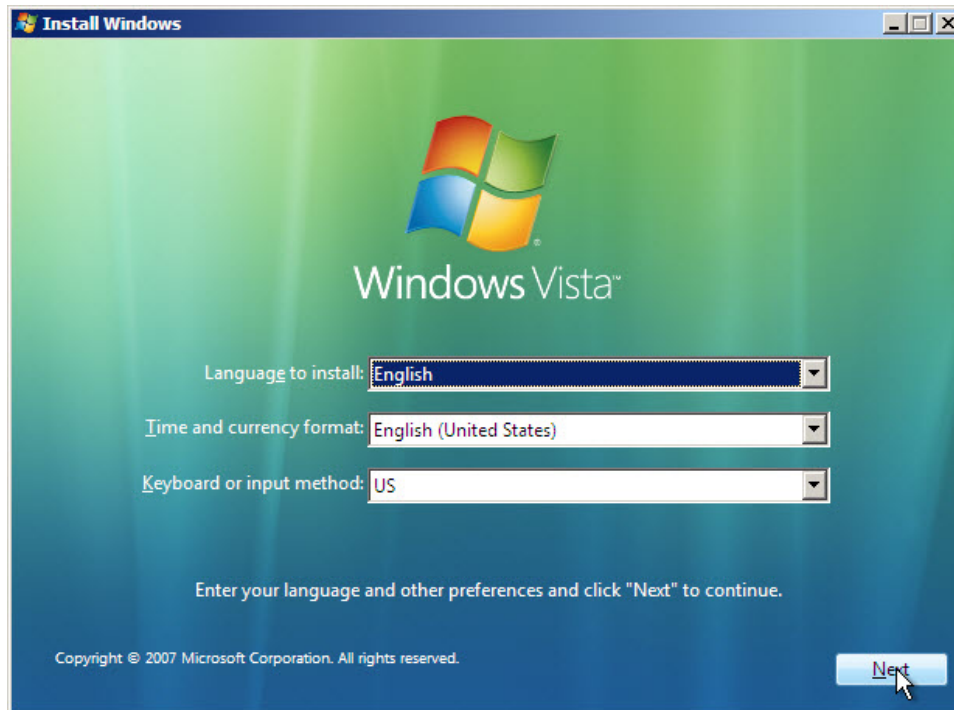 Install Windows
Windows Vista™
Language to install: English
Time and currency format: English (United States)
Keyboard or input method: US
Enter your language and other preferences and click "Next" to continue.
Copyright © 2007 Microsoft Corporation. All rights reserved.
Next